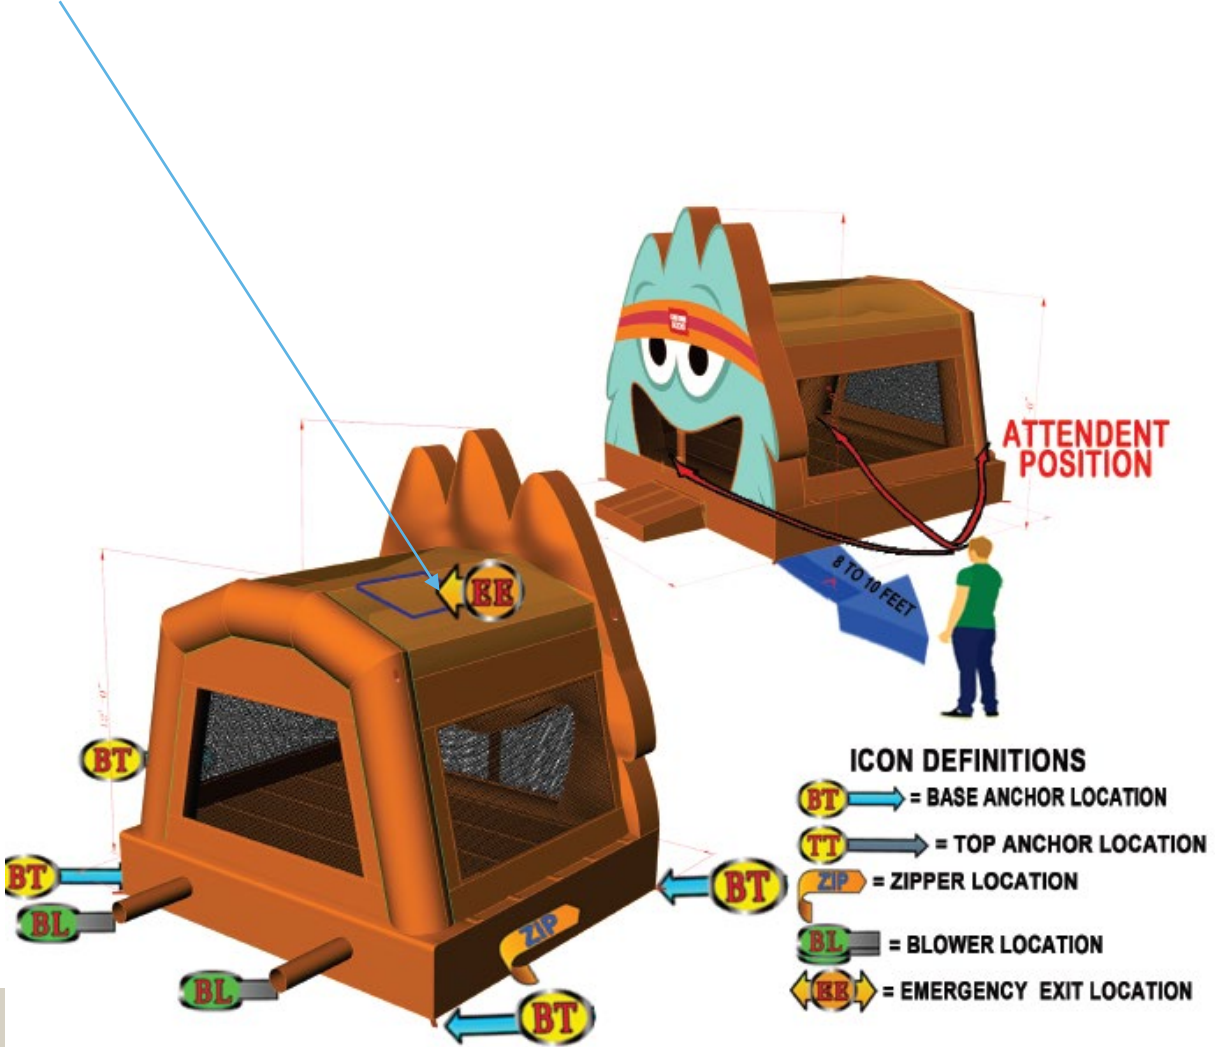 ATTENDENT
POSITION
8 TO 10 FEET
EE
BT
BT
BL
BL
ZIP
BT
BT
ICON DEFINITIONS
BT = BASE ANCHOR LOCATION
TT = TOP ANCHOR LOCATION
ZIP = ZIPPER LOCATION
BL = BLOWER LOCATION
EE = EMERGENCY EXIT LOCATION